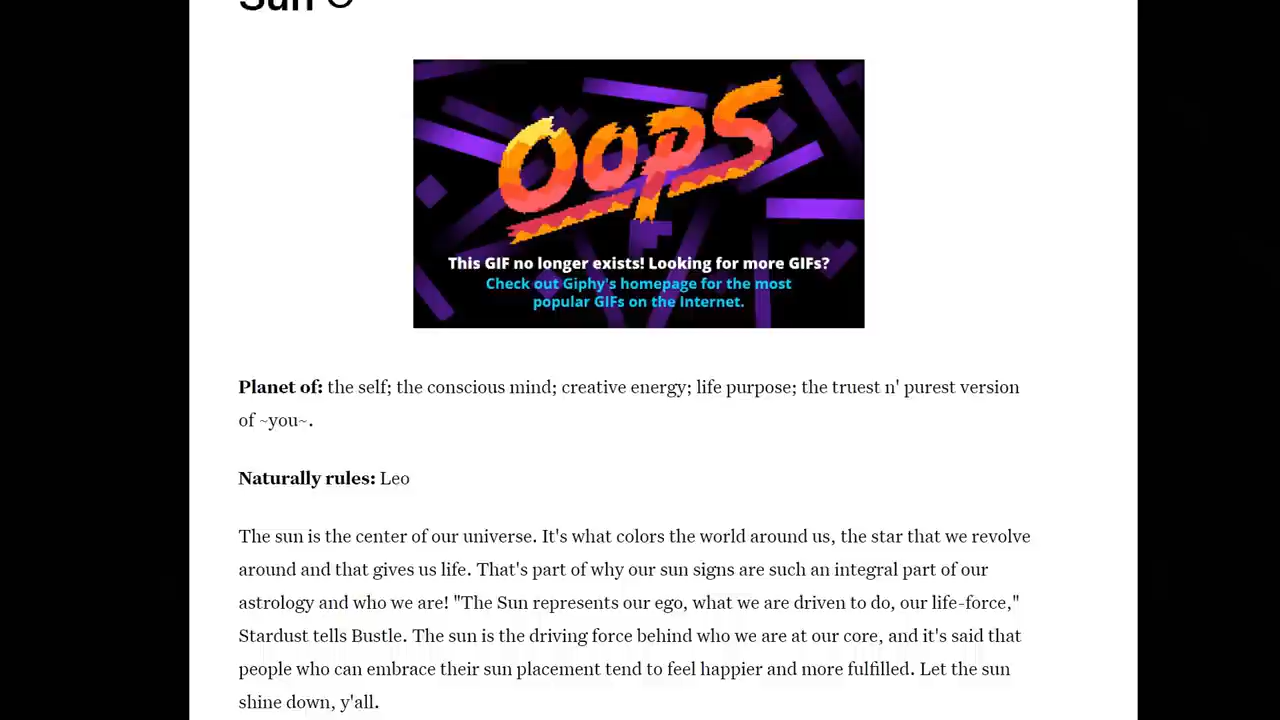 Sun
OOPS
This GIF no longer exists! Looking for more GIFs?
Check out Giphy's homepage for the most
popular GIFs on the Internet.
Planet of: the self; the conscious mind; creative energy; life purpose; the truest n' purest version
of ~you~.
Naturally rules: Leo
The sun is the center of our universe. It's what colors the world around us, the star that we revolve
around and that gives us life. That's part of why our sun signs are such an integral part of our
astrology and who we are! "The Sun represents our ego, what we are driven to do, our life-force,"
Stardust tells Bustle. The sun is the driving force behind who we are at our core, and it's said that
people who can embrace their sun placement tend to feel happier and more fulfilled. Let the sun
shine down, y'all.